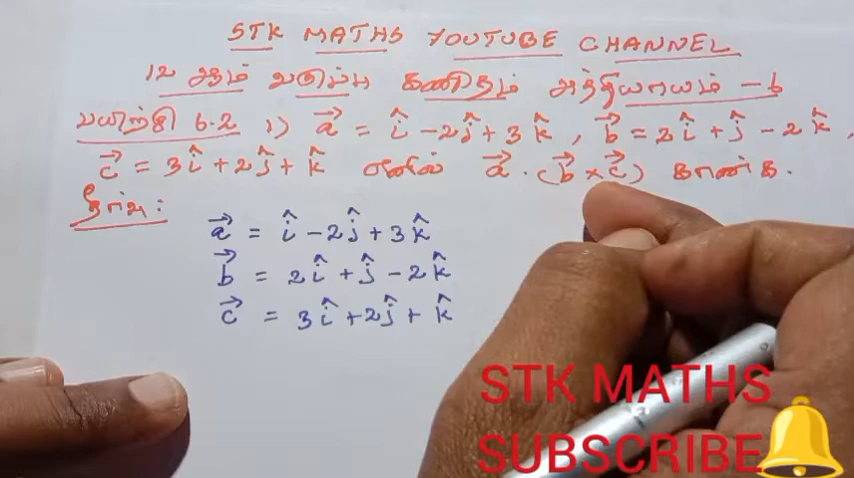 STK MATHS YOUTUBE CHANNEL
12 ஆம் வகுப்பு கணிதம் அத்தியாயம் - 6
பயிற்சி 6.2 1) a⃗ = î - 2ĵ + 3k̂, b⃗ = 2î + ĵ - 2k̂,
c⃗ = 3î + 2ĵ + k̂ எனில் a⃗ . (b⃗ × c⃗) காண்க.
தீர்வு :
a⃗ = î - 2ĵ + 3k̂
b⃗ = 2î + ĵ - 2k̂
c⃗ = 3î + 2ĵ + k̂
STK MATHS
SUBSCRIBE